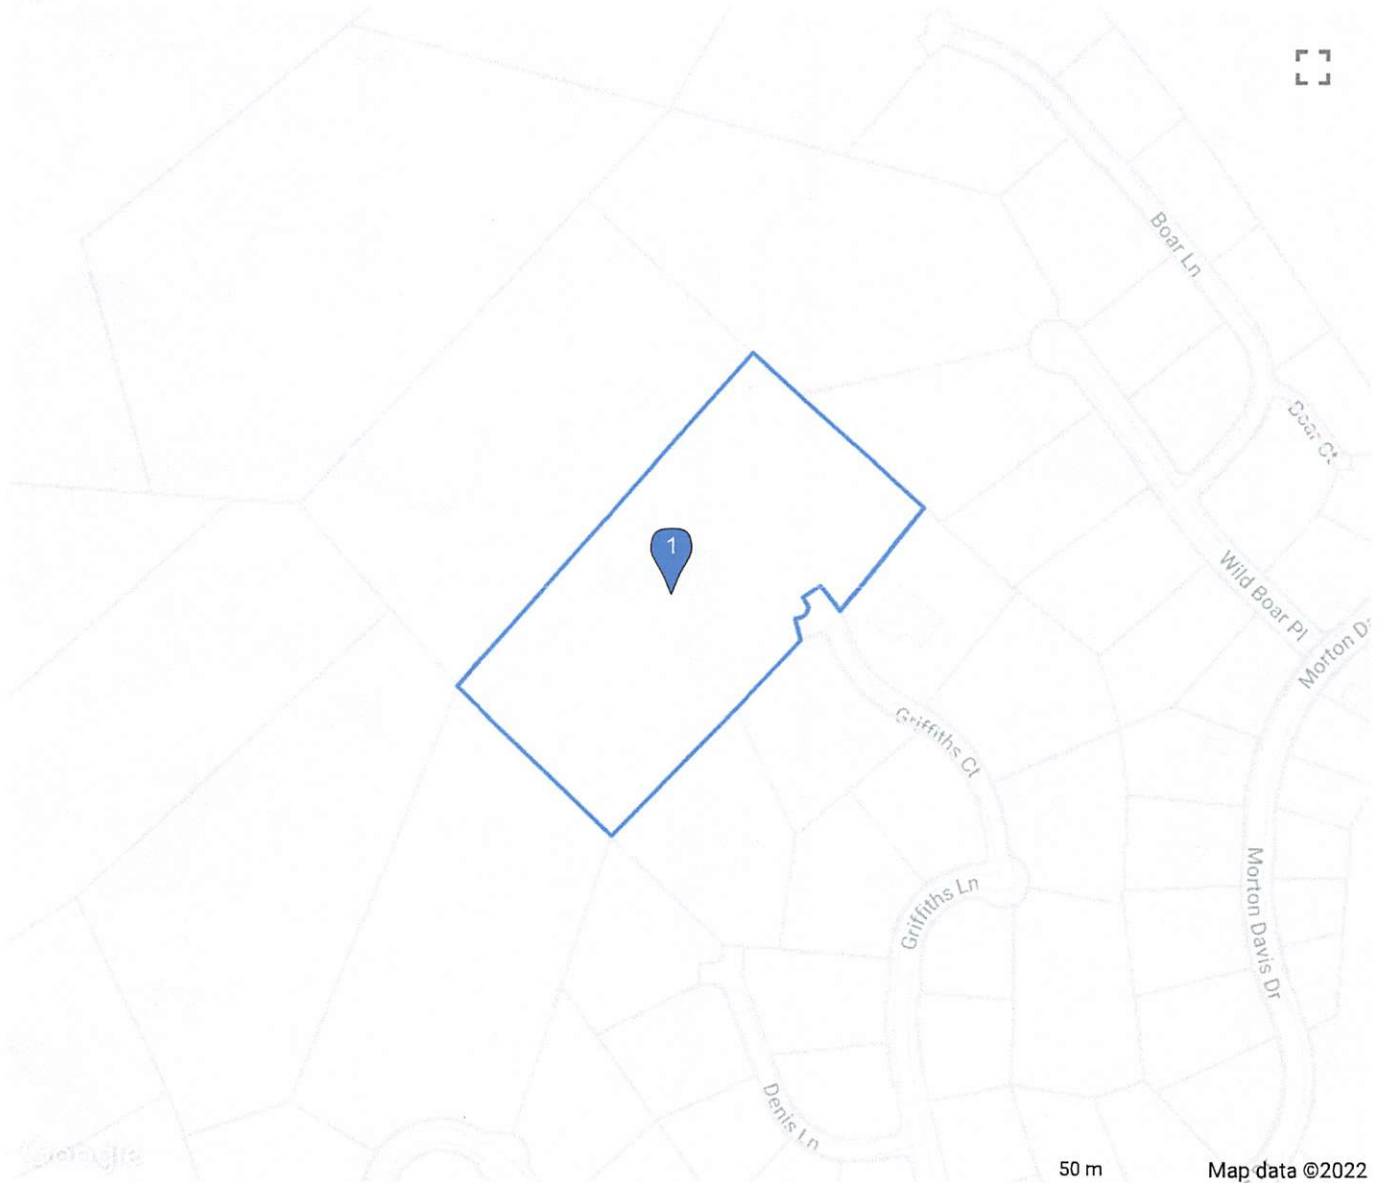 Boar Ln
Boar Ct
1
Wild Boar Pl
Morton D
Griffiths Ct
Griffiths Ln
Morton Davis Dr
Denis Ln
Google
50 m
Map data ©2022